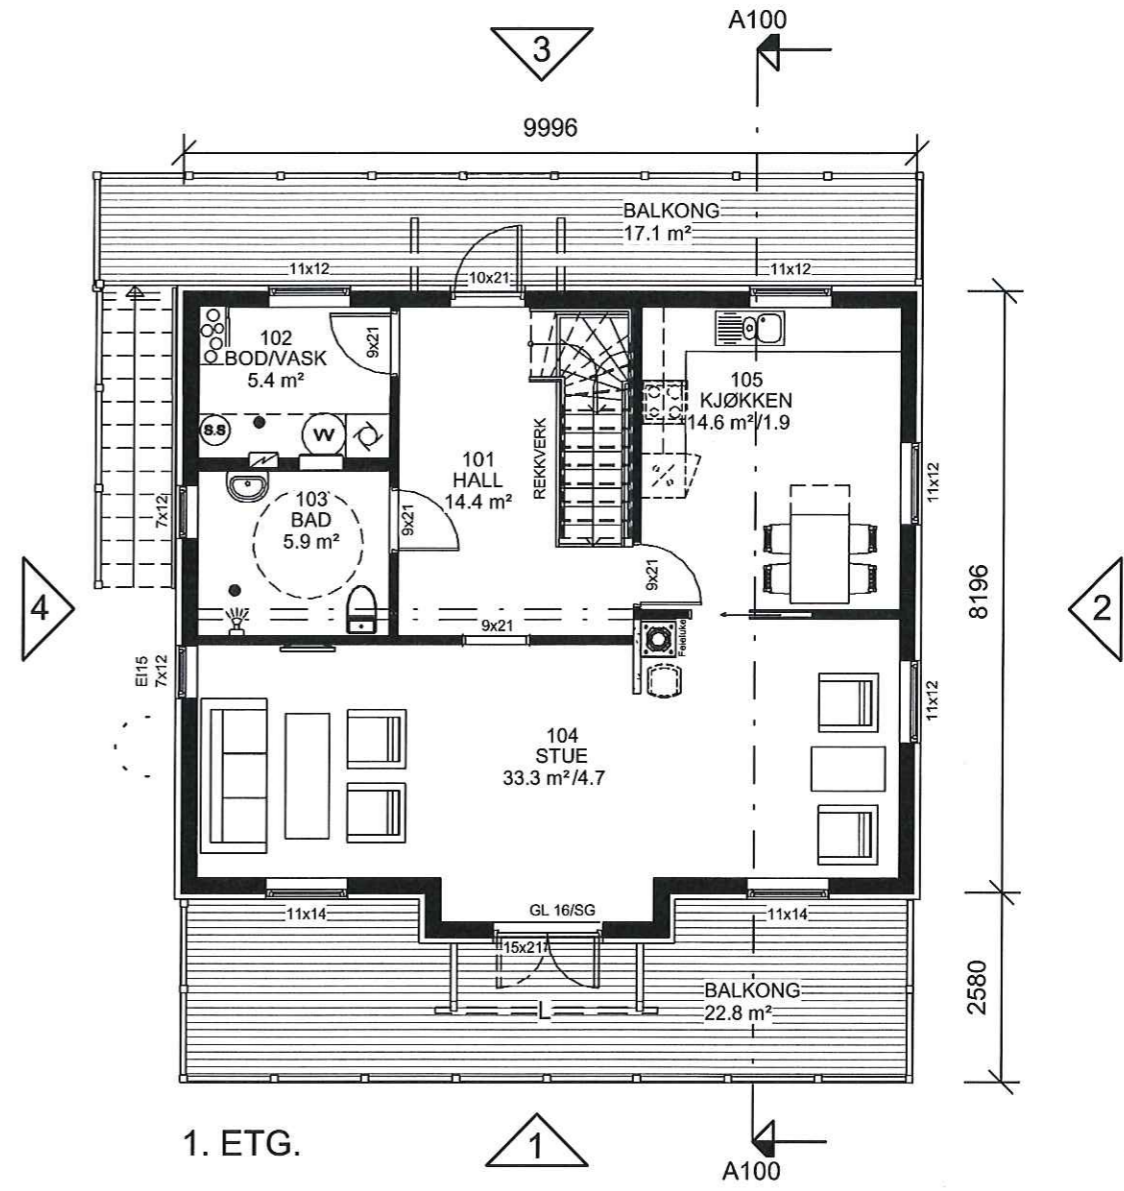 A100
3
9996
BALKONG
17.1 m²
11x12
10x21
11x12
102
BOD/VASK
5.4 m²
9x21
105
KJØKKEN
14.6 m²/1.9
S.S
VV
REKKVERK
101
HALL
14.4 m²
11x12
7x12
103
BAD
5.9 m²
9x21
9x21
8196
4
2
9x21
Feieluke
EI15
7x12
11x12
104
STUE
33.3 m²/4.7
11x14
GL 16/SG
11x14
15x21
BALKONG
22.8 m²
L
2580
1. ETG.
1
A100